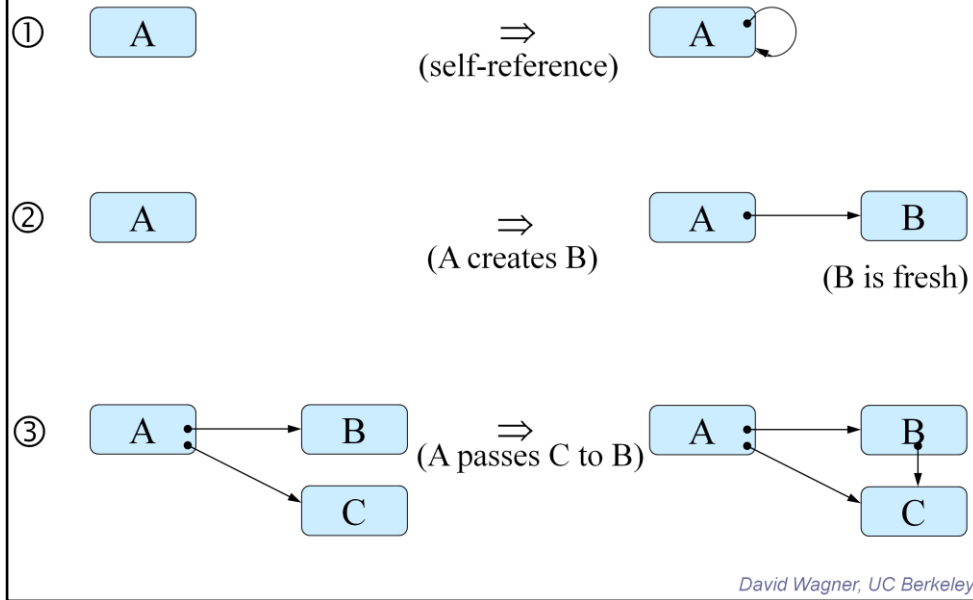 ① A ⇒ A
(self-reference)
② A ⇒ A B
(A creates B)
(B is fresh)
③ A B ⇒ A B
(A passes C to B)
C C
David Wagner, UC Berkeley